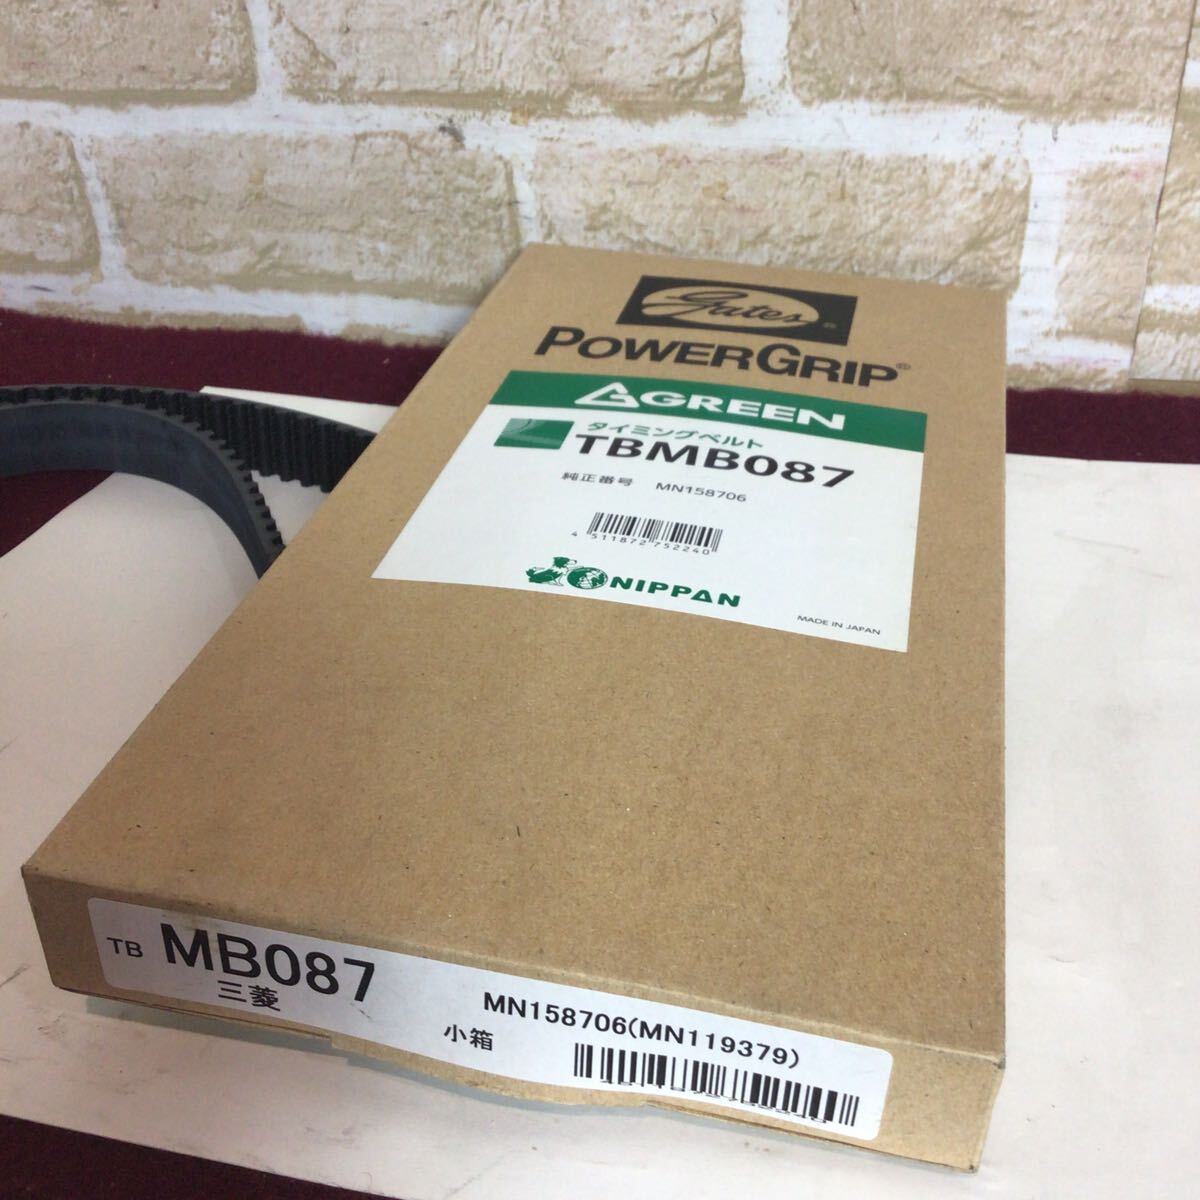 Gates®
POWERGRIP®
GREEN
タイミングベルト
TBMB087
純正番号 MN158706
4 511872 752240
NIPPAN
MADE IN JAPAN
TB MB087
三菱
MN158706(MN119379)
小箱